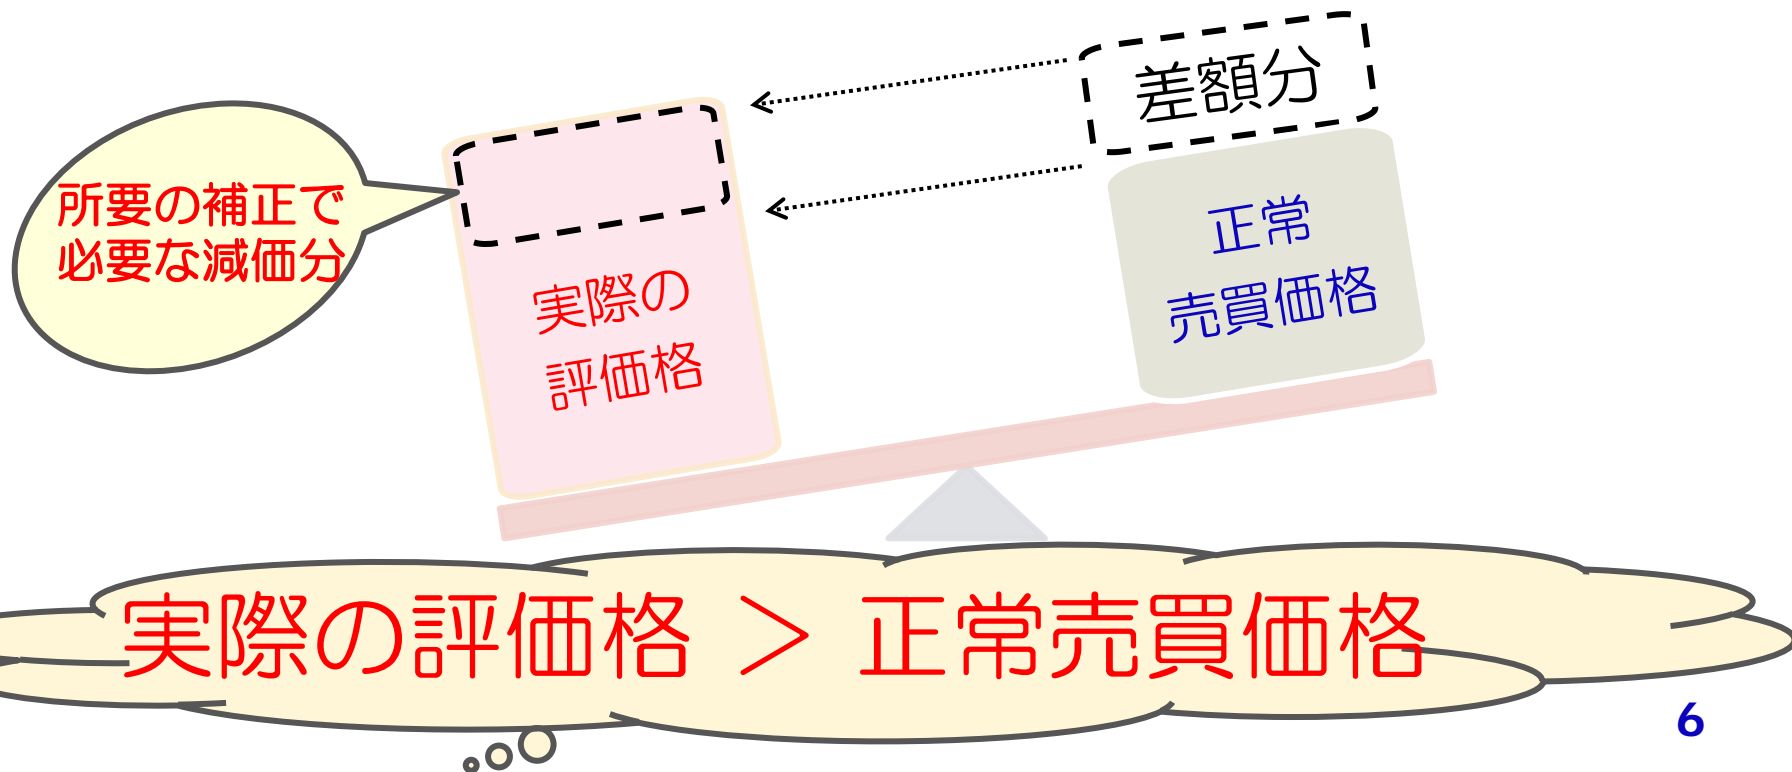 差額分
所要の補正で
必要な減価分
実際の
評価格
正常
売買価格
実際の評価格 ＞ 正常売買価格
6